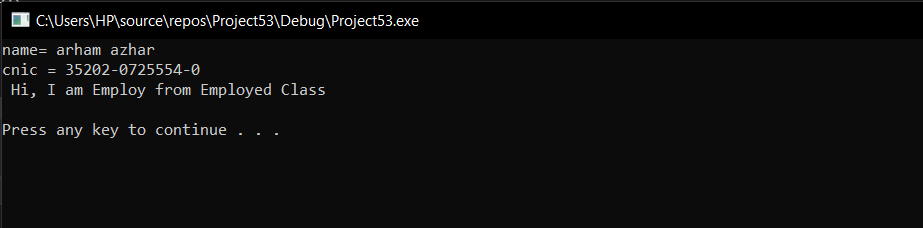 C:\Users\HP\source\repos\Project53\Debug\Project53.exe
name= arham azhar
cnic = 35202-0725554-0
Hi, I am Employ from Employed Class
Press any key to continue . . .